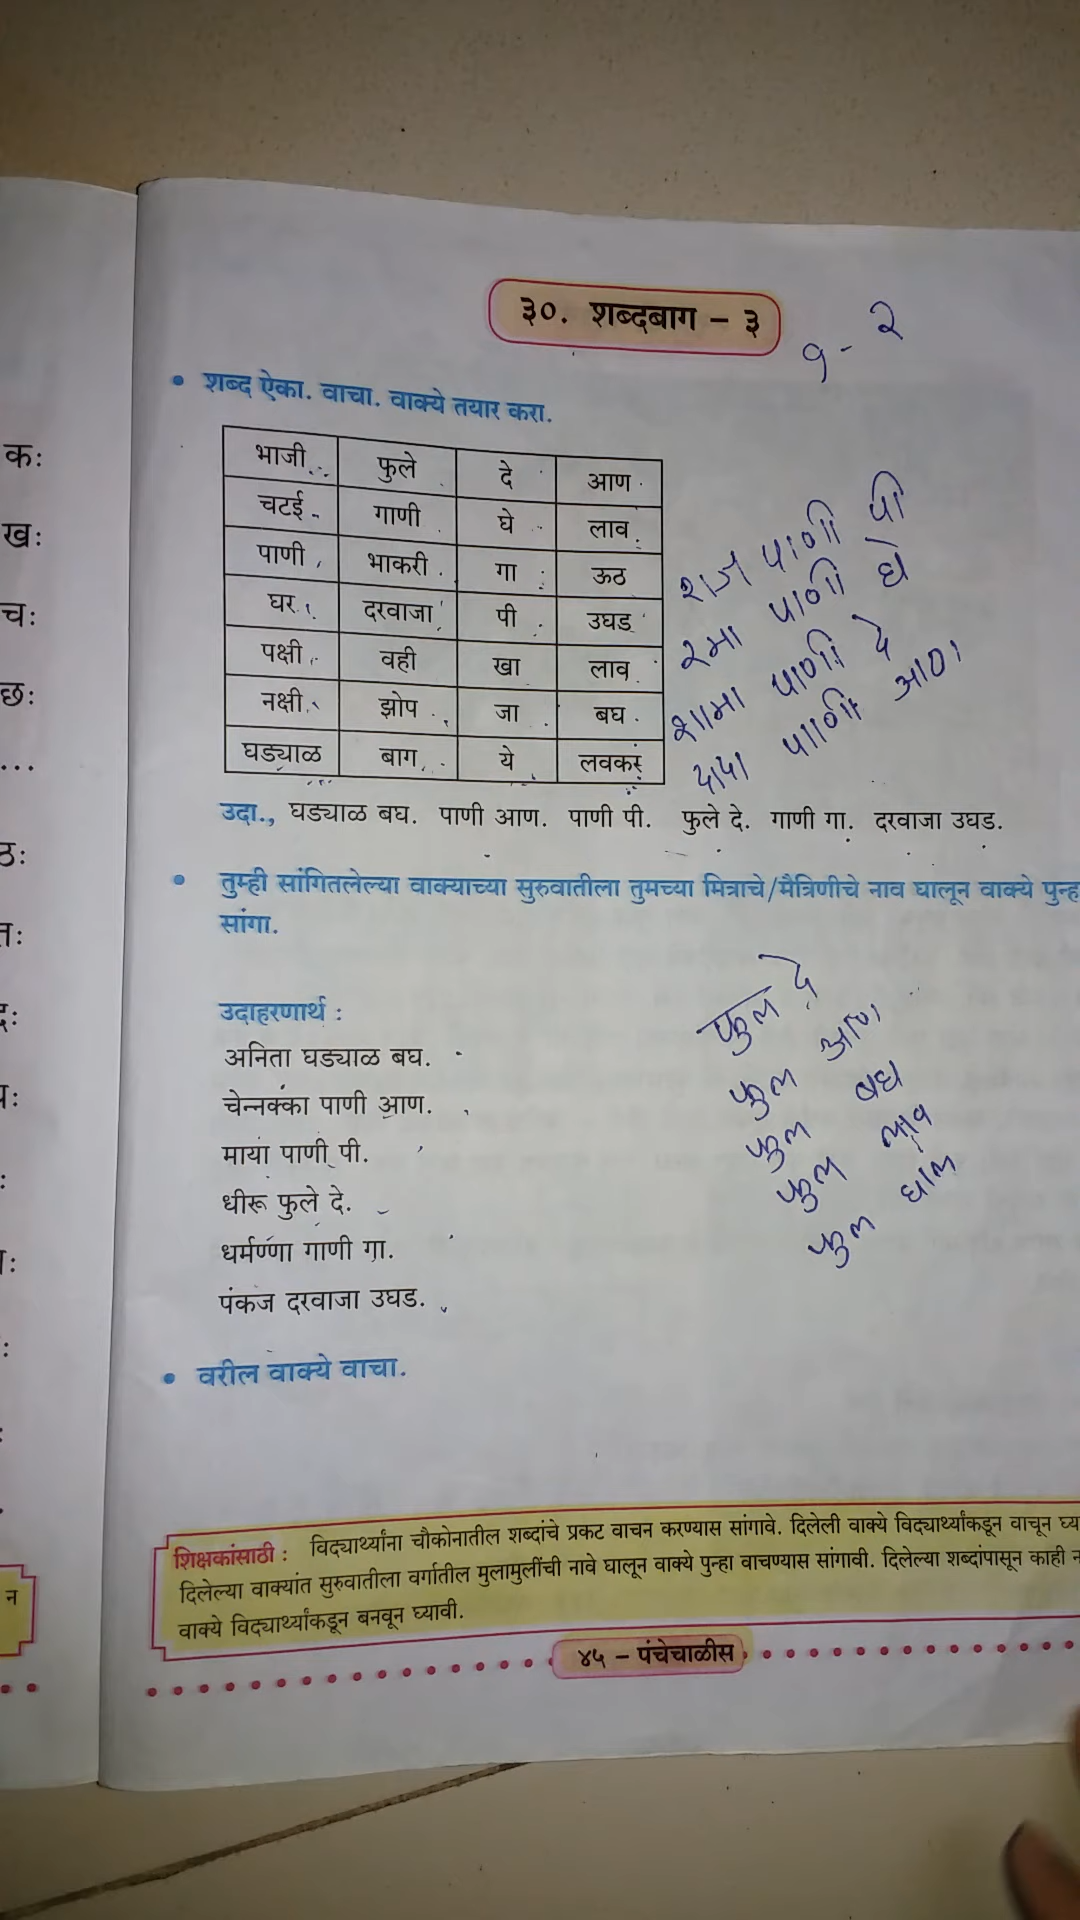 ३०. शब्दबाग – ३
१ - २
• शब्द ऐका. वाचा. वाक्ये तयार करा.
भाजी फुले दे आण
चटई गाणी घे लाव
पाणी भाकरी गा ऊठ
घर दरवाजा पी उघड
पक्षी वही खा लाव
नक्षी झोप जा बघ
घड्याळ बाग ये लवकर
राज पाणी पी
रमा पाणी घे
शामा पाणी दे
दादा पाणी आण
उदा., घड्याळ बघ. पाणी आण. पाणी पी. फुले दे. गाणी गा. दरवाजा उघड.
• तुम्ही सांगितलेल्या वाक्याच्या सुरुवातीला तुमच्या मित्राचे/मैत्रिणीचे नाव घालून वाक्ये पुन्ह
सांगा.
उदाहरणार्थ :
अनिता घड्याळ बघ.
चेन्नक्का पाणी आण.
माया पाणी पी.
धीरू फुले दे.
धर्मण्णा गाणी गा.
पंकज दरवाजा उघड.
फुल दे
फुल आण
फुल बघ
फुल लाव
फुल घाल
• वरील वाक्ये वाचा.
शिक्षकांसाठी : विद्यार्थ्यांना चौकोनातील शब्दांचे प्रकट वाचन करण्यास सांगावे. दिलेली वाक्ये विद्यार्थ्यांकडून वाचून घ्या
दिलेल्या वाक्यांत सुरुवातीला वर्गातील मुलामुलींची नावे घालून वाक्ये पुन्हा वाचण्यास सांगावी. दिलेल्या शब्दांपासून काही न
वाक्ये विद्यार्थ्यांकडून बनवून घ्यावी.
४५ – पंचेचाळीस
कः
खः
चः
छः
...
ठः
तः
न